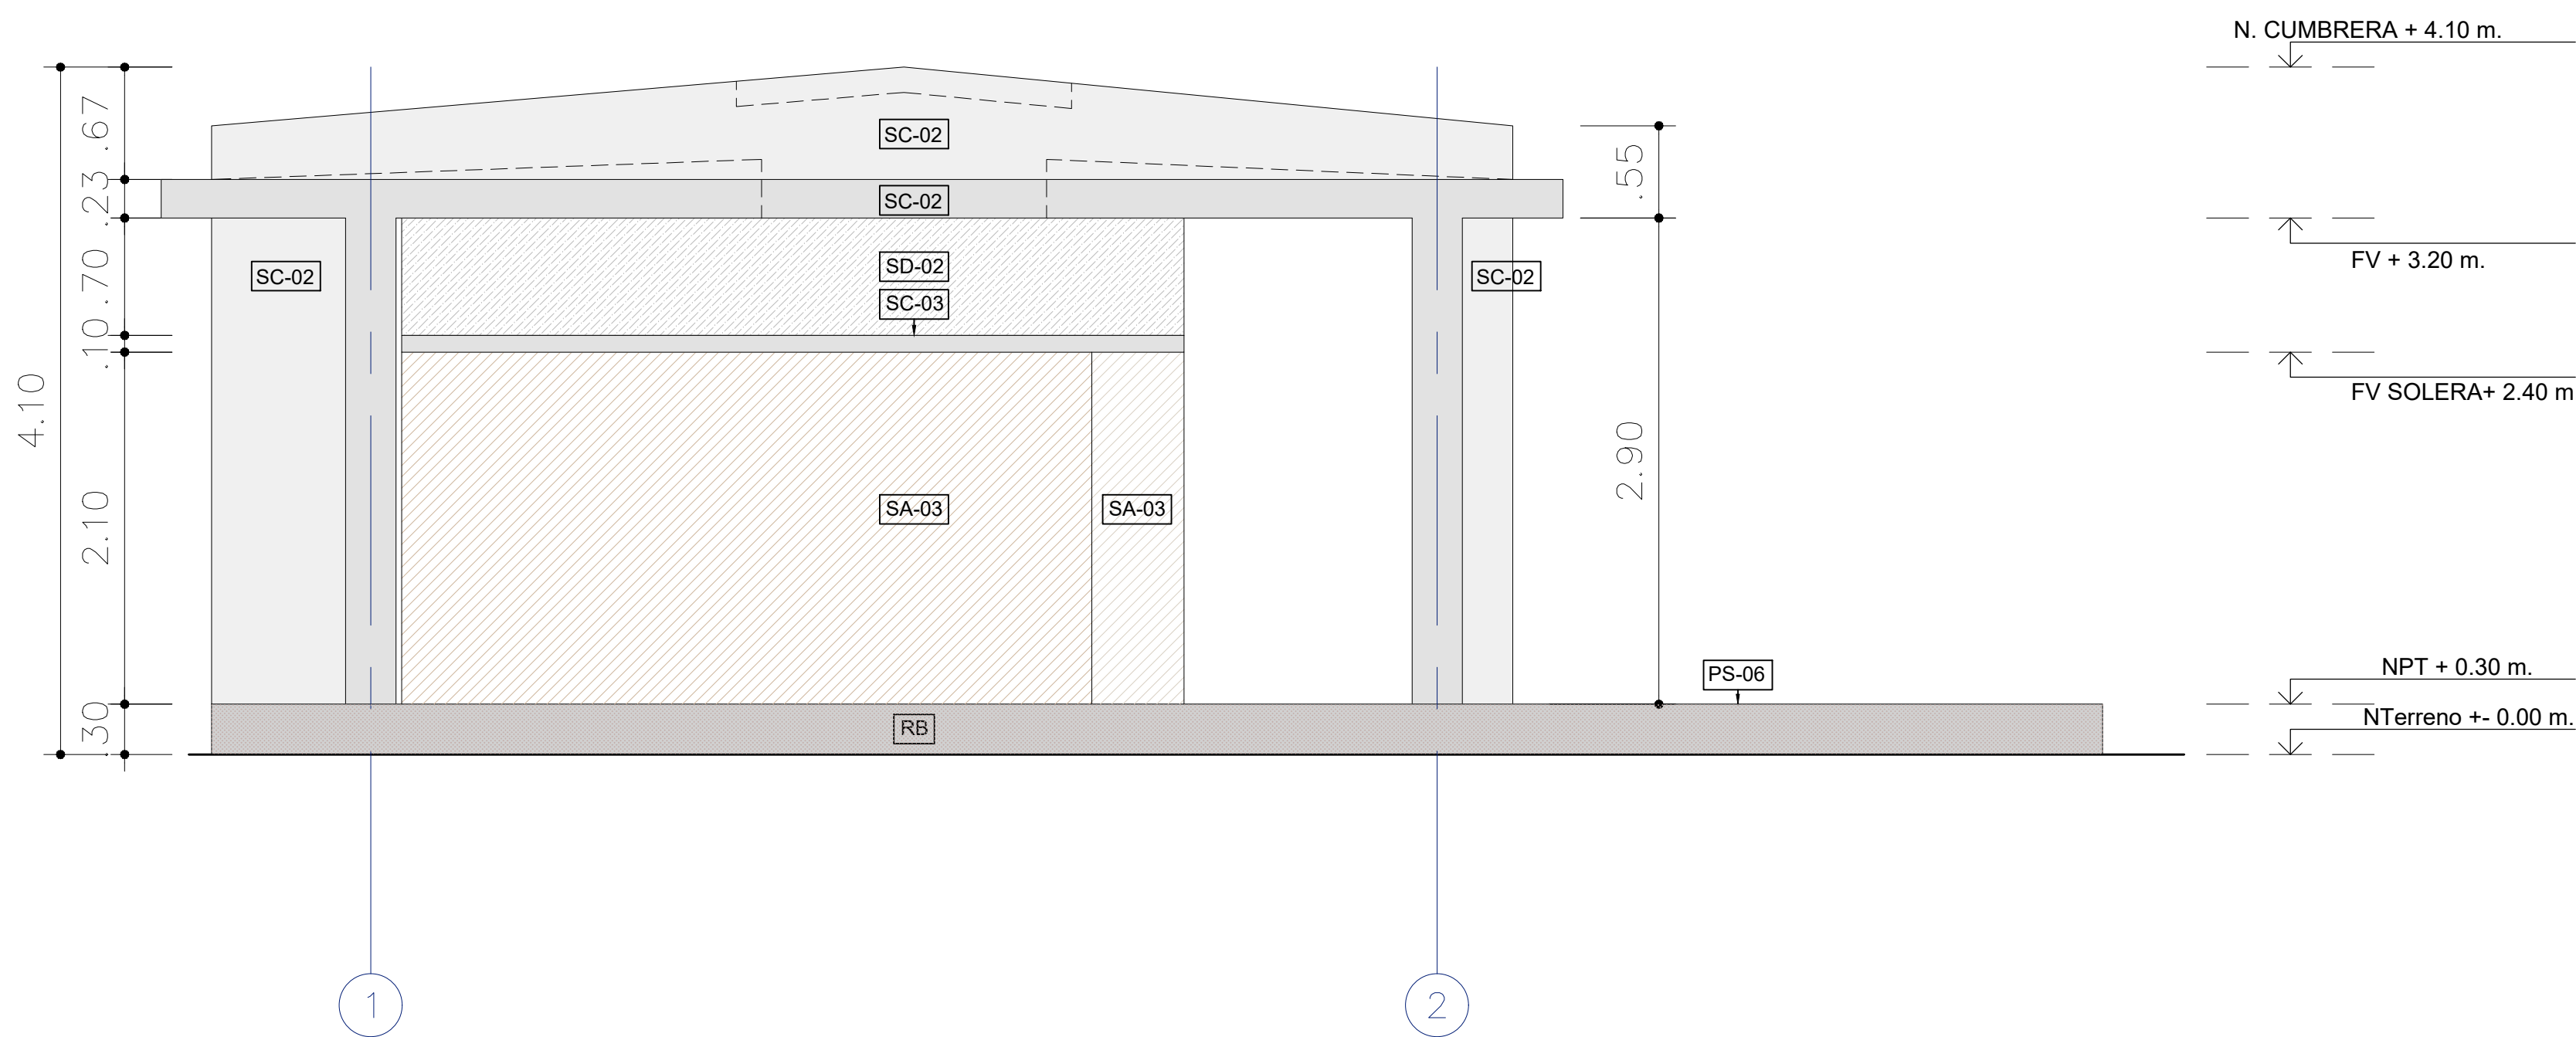 N. CUMBRERA + 4.10 m.
.67
SC-02
.55
.23
SC-02
FV + 3.20 m.
.70
SC-02
SD-02
SC-02
SC-03
.10
FV SOLERA+ 2.40 m
4.10
2.90
2.10
SA-03
SA-03
NPT + 0.30 m.
PS-06
NTerreno +- 0.00 m.
.30
RB
1
2